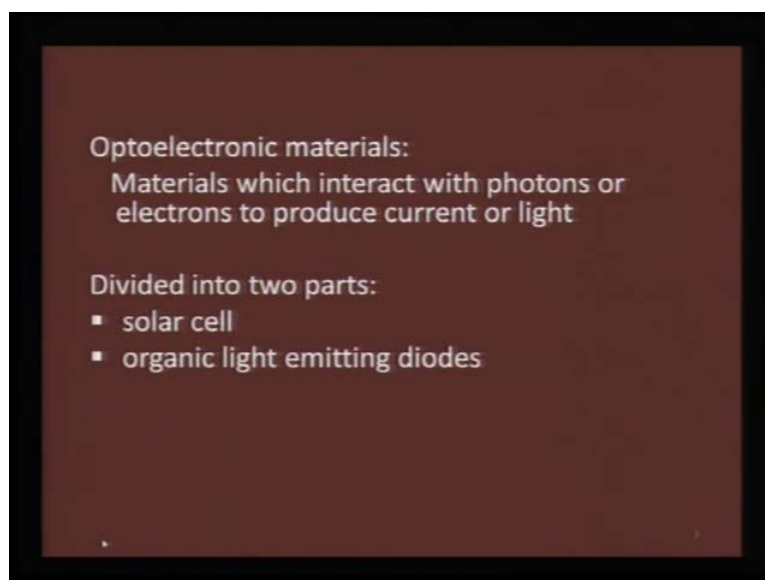 Optoelectronic materials:
Materials which interact with photons or
electrons to produce current or light
Divided into two parts:
▪ solar cell
▪ organic light emitting diodes